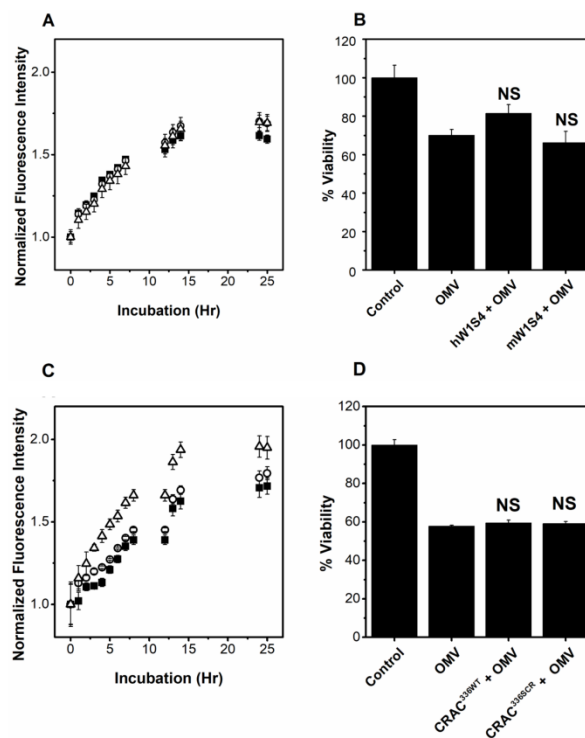 A
Normalized Fluorescence Intensity
2.0
1.5
1.0
0 5 10 15 20 25
Incubation (Hr)
B
% Viability
120
100
80
60
40
20
0
NS
NS
Control
OMV
hW1S4 + OMV
mW1S4 + OMV
C
Normalized Fluorescence Intensity
2.0
1.5
1.0
0 5 10 15 20 25
Incubation (Hr)
D
% Viability
120
100
80
60
40
20
0
NS
NS
Control
OMV
CRAC336WT + OMV
CRAC336SCR + OMV